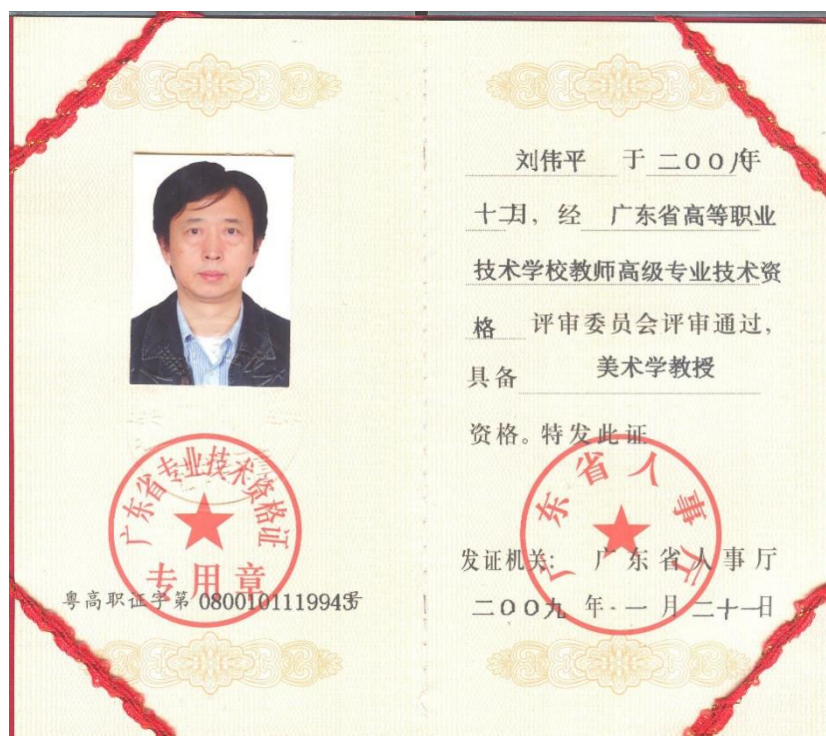 广东省专业技术资格证
专用章
粤高职证字第 0800101119943号
刘伟平 于 二〇〇八年
十二月，经 广东省高等职业
技术学校教师高级专业技术资
格 评审委员会评审通过，
具备 美术学教授
资格。特发此证
广东省人事厅
发证机关： 广东省人事厅
二〇〇九 年 一 月 二十一日